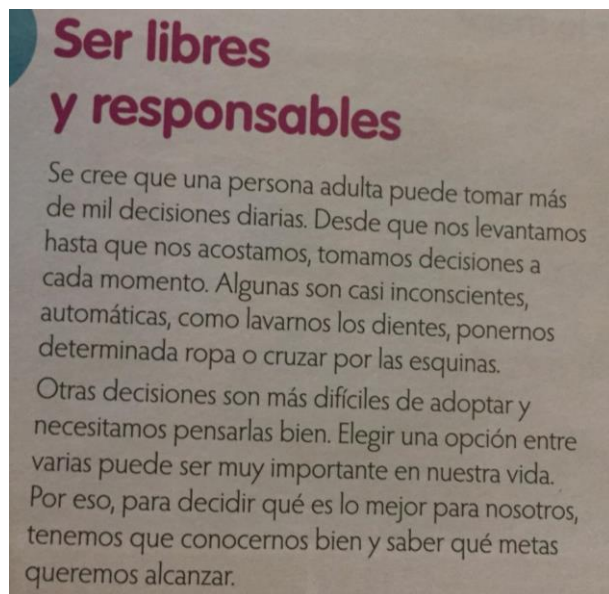 Ser libres
y responsables
Se cree que una persona adulta puede tomar más
de mil decisiones diarias. Desde que nos levantamos
hasta que nos acostamos, tomamos decisiones a
cada momento. Algunas son casi inconscientes,
automáticas, como lavarnos los dientes, ponernos
determinada ropa o cruzar por las esquinas.
Otras decisiones son más difíciles de adoptar y
necesitamos pensarlas bien. Elegir una opción entre
varias puede ser muy importante en nuestra vida.
Por eso, para decidir qué es lo mejor para nosotros,
tenemos que conocernos bien y saber qué metas
queremos alcanzar.